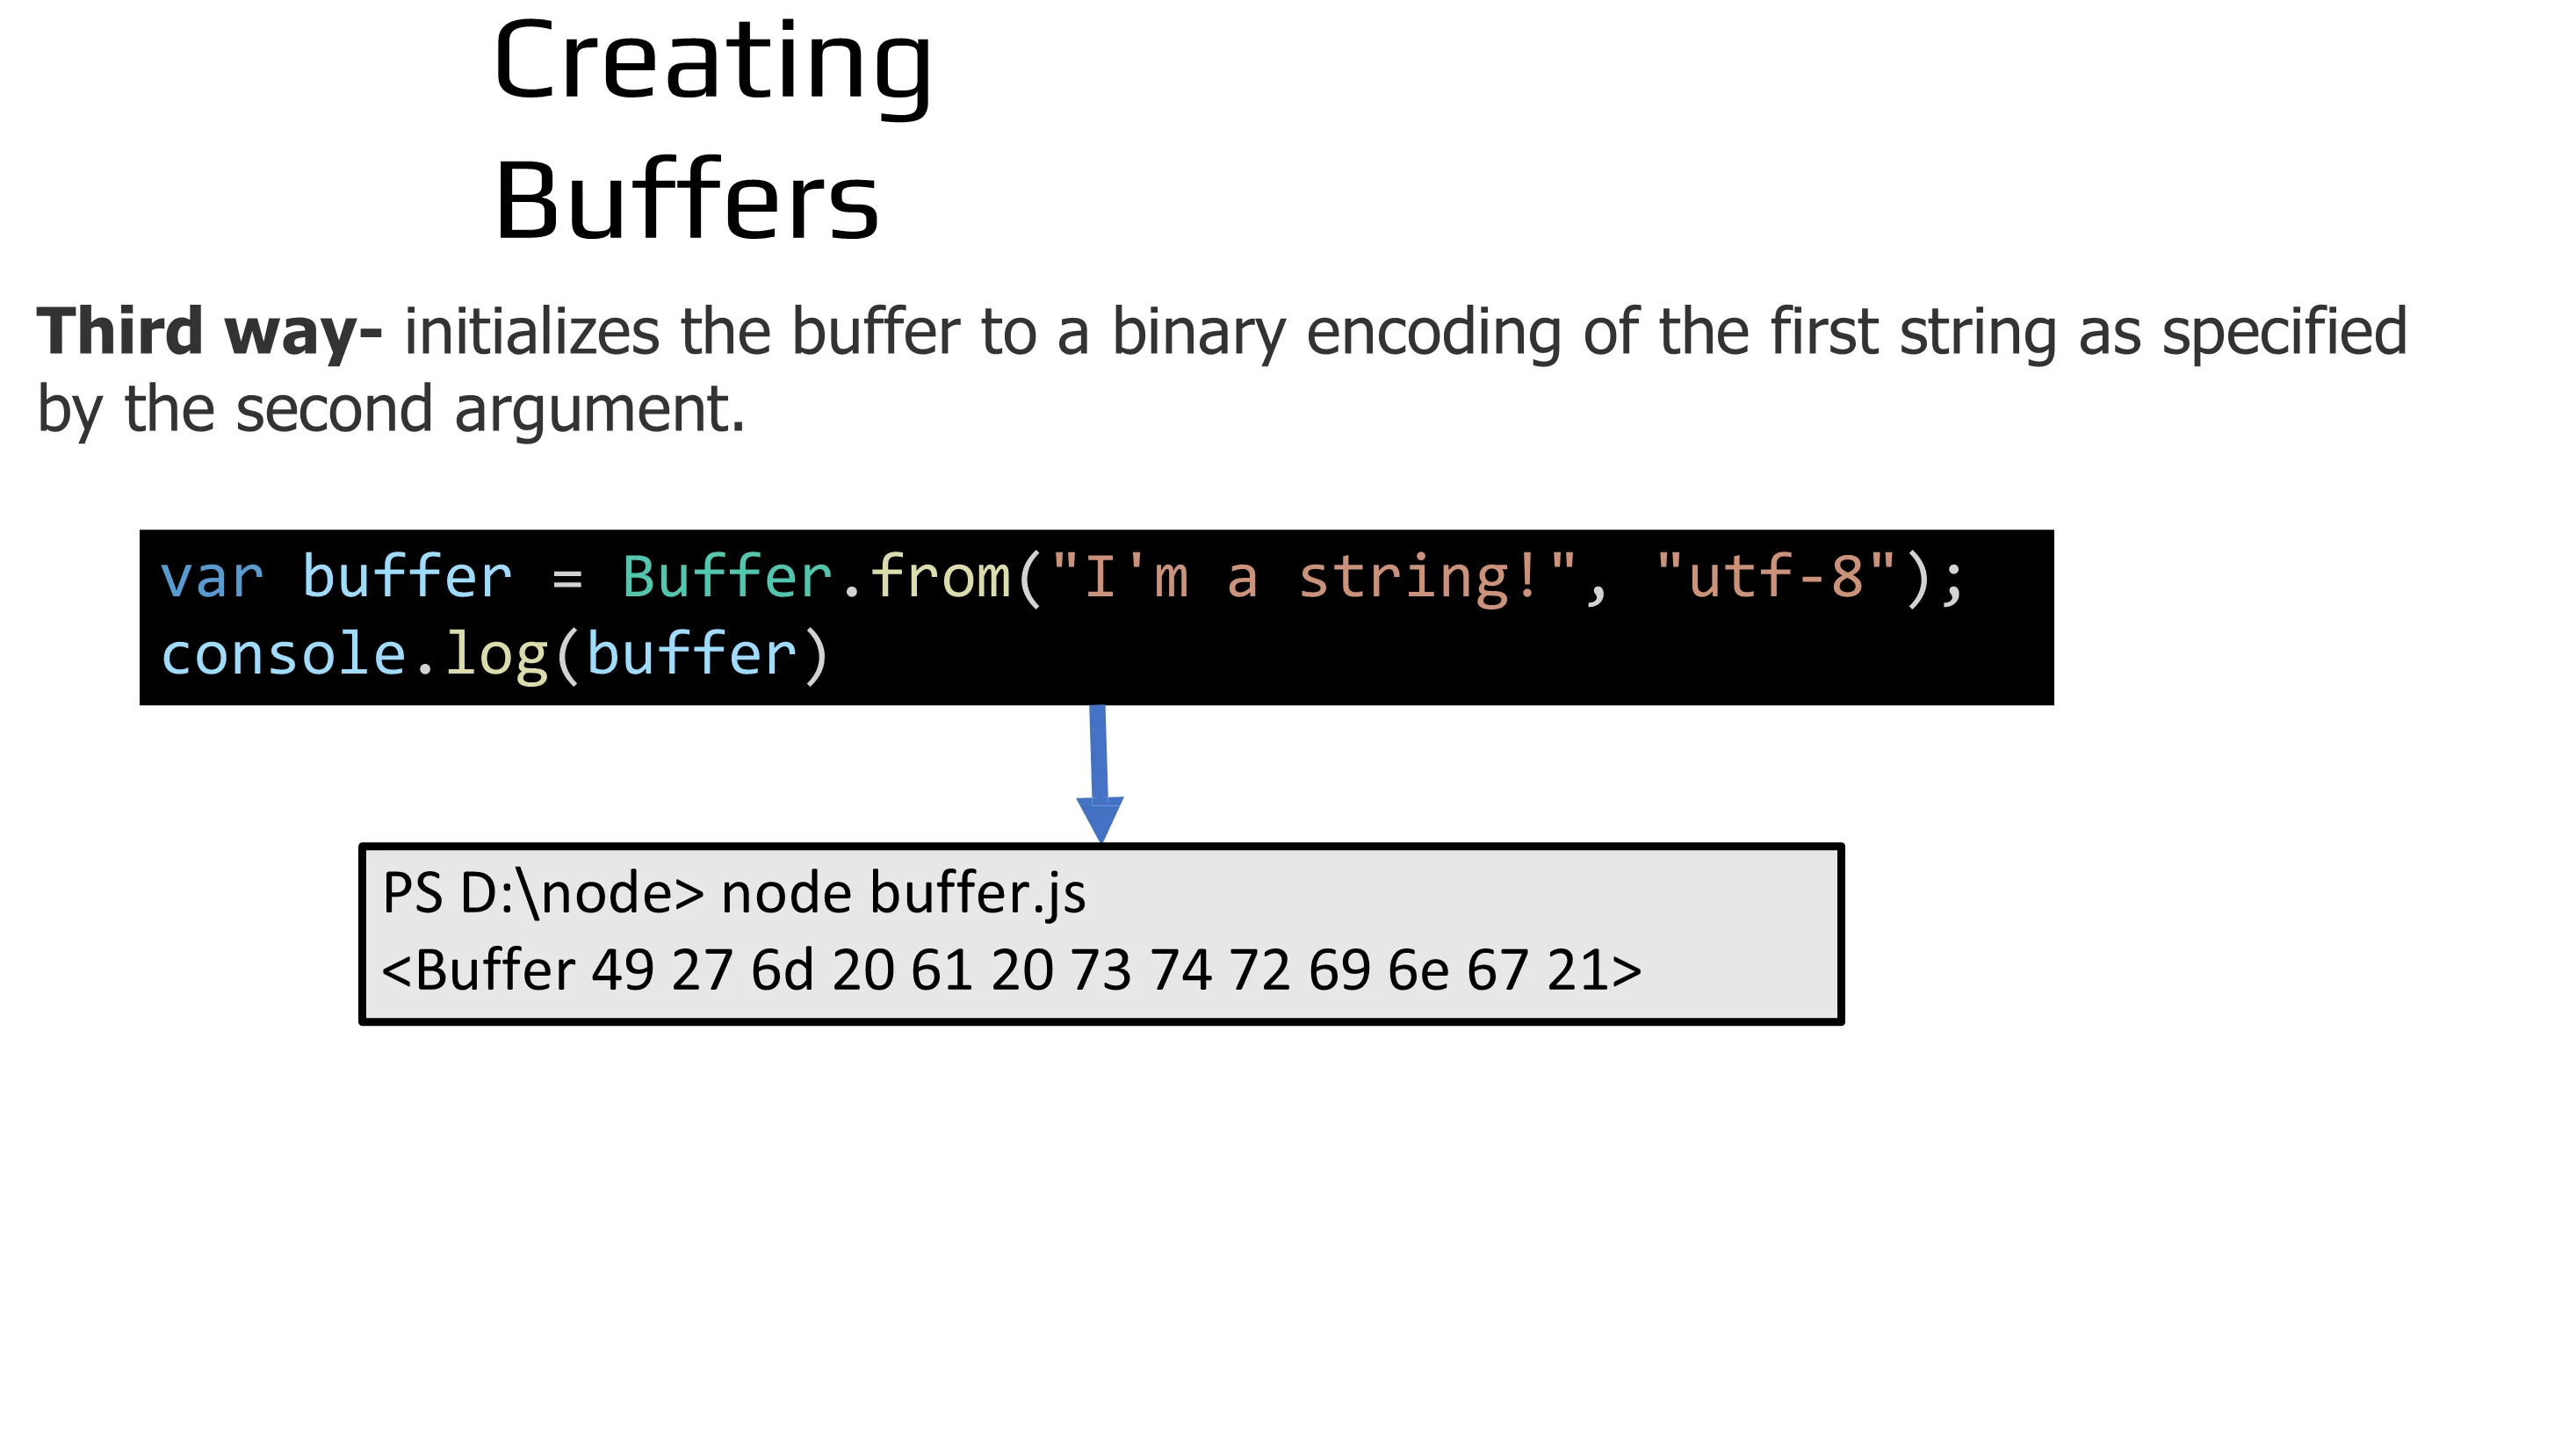 Creating
Buffers
Third way- initializes the buffer to a binary encoding of the first string as specified
by the second argument.
var buffer = Buffer.from("I'm a string!", "utf-8");
console.log(buffer)
PS D:\node> node buffer.js
<Buffer 49 27 6d 20 61 20 73 74 72 69 6e 67 21>